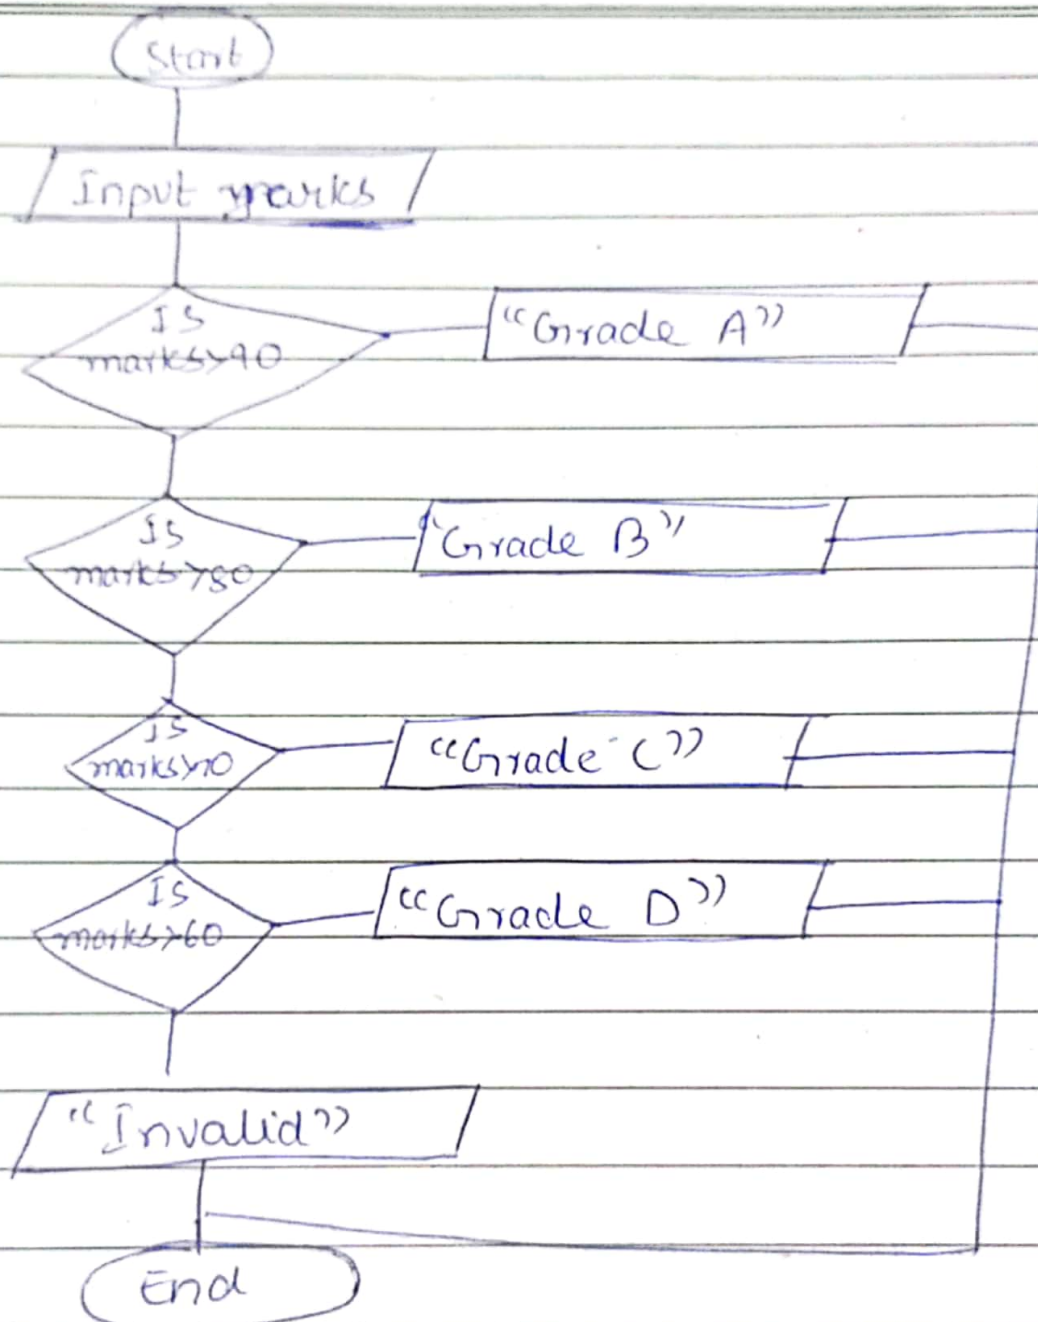 Start
Input marks
Is
marks>90
"Grade A"
Is
marks>80
"Grade B"
Is
marks>70
"Grade C"
Is
marks>60
"Grade D"
"Invalid"
End